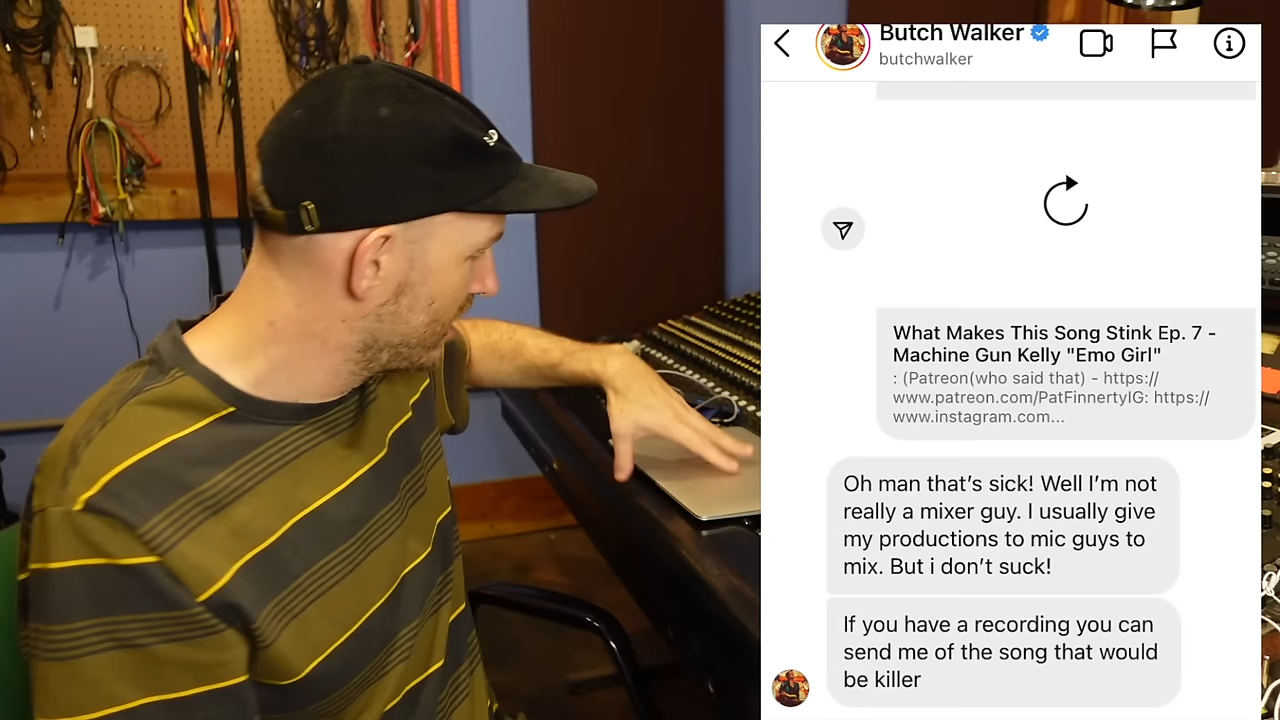 Butch Walker
butchwalker
What Makes This Song Stink Ep. 7 -
Machine Gun Kelly "Emo Girl"
: (Patreon(who said that) - https://
www.patreon.com/PatFinnertyIG: https://
www.instagram.com...
Oh man that’s sick! Well I’m not
really a mixer guy. I usually give
my productions to mic guys to
mix. But i don’t suck!
If you have a recording you can
send me of the song that would
be killer